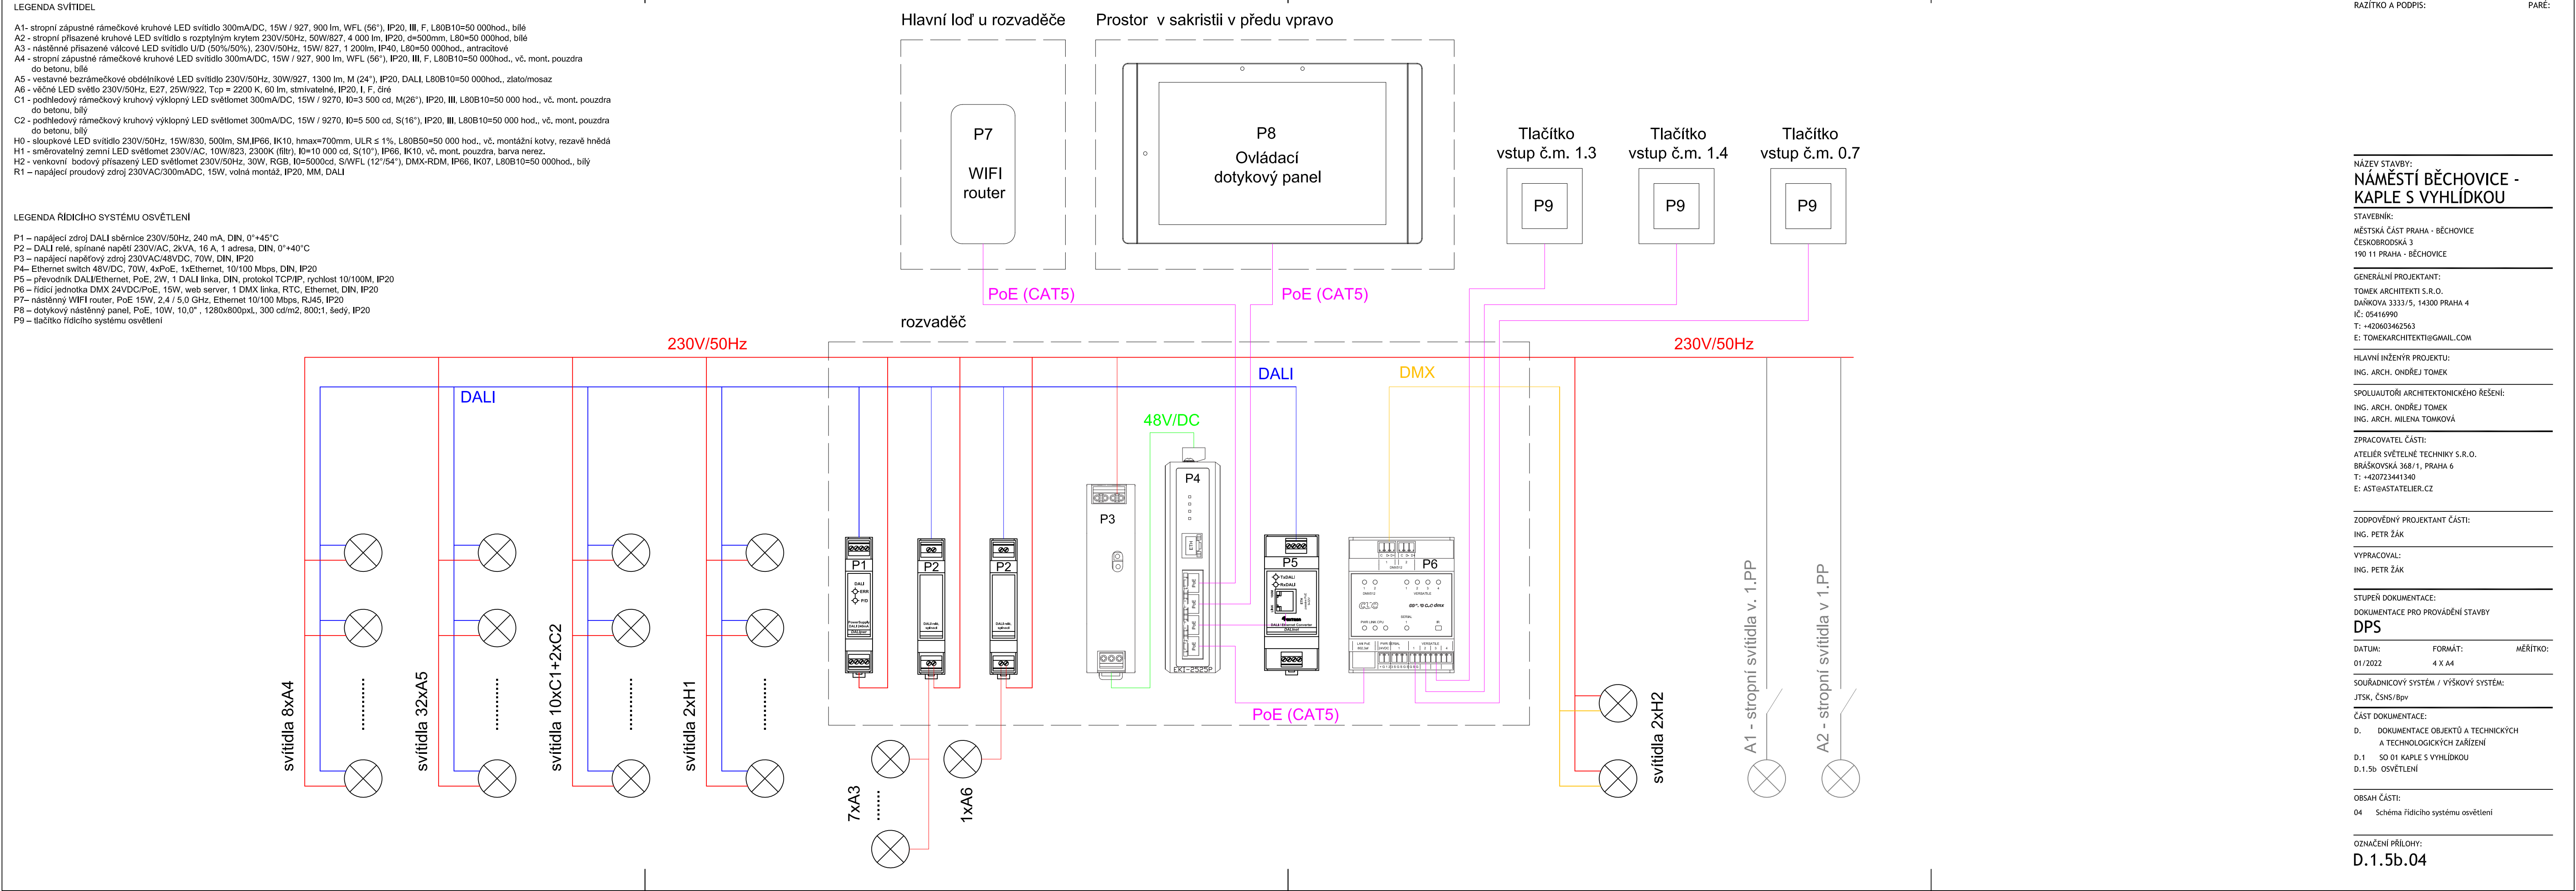 LEGENDA SVÍTIDEL
A1- stropní zápustné rámečkové kruhové LED svítidlo 300mA/DC, 15W / 927, 900 lm, WFL (56°), IP20, III, F, L80B10=50 000hod., bílé
A2 - stropní přisazené kruhové LED svítidlo s rozptylným krytem 230V/50Hz, 50W/827, 4 000 lm, IP20, d=500mm, L80=50 000hod, bílé
A3 - nástěnné přisazené válcové LED svítidlo U/D (50%/50%), 230V/50Hz, 15W/ 827, 1 200lm, IP40, L80=50 000hod., antracitové
A4 - stropní zápustné rámečkové kruhové LED svítidlo 300mA/DC, 15W / 927, 900 lm, WFL (56°), IP20, III, F, L80B10=50 000hod., vč. mont. pouzdra
do betonu, bílé
A5 - vestavné bezrámečkové obdélníkové LED svítidlo 230V/50Hz, 30W/927, 1300 lm, M (24°), IP20, DALI, L80B10=50 000hod., zlato/mosaz
A6 - věčné LED světlo 230V/50Hz, E27, 25W/922, Tcp = 2200 K, 60 lm, stmívatelné, IP20, I, F, čiré
C1 - podhledový rámečkový kruhový výklopný LED světlomet 300mA/DC, 15W / 9270, I0=3 500 cd, M(26°), IP20, III, L80B10=50 000 hod., vč. mont. pouzdra
do betonu, bílý
C2 - podhledový rámečkový kruhový výklopný LED světlomet 300mA/DC, 15W / 9270, I0=5 500 cd, S(16°), IP20, III, L80B10=50 000 hod., vč. mont. pouzdra
do betonu, bílý
H0 - sloupkové LED svítidlo 230V/50Hz, 15W/830, 500lm, SM,IP66, IK10, hmax=700mm, ULR ≤ 1%, L80B50=50 000 hod., vč. montážní kotvy, rezavě hnědá
H1 - směrovatelný zemní LED světlomet 230V/AC, 10W/823, 2300K (filtr), I0=10 000 cd, S(10°), IP66, IK10, vč. mont. pouzdra, barva nerez.
H2 - venkovní bodový přisazený LED světlomet 230V/50Hz, 30W, RGB, I0=5000cd, S/WFL (12°/54°), DMX-RDM, IP66, IK07, L80B10=50 000hod., bílý
R1 – napájecí proudový zdroj 230VAC/300mADC, 15W, volná montáž, IP20, MM, DALI
LEGENDA ŘÍDICÍHO SYSTÉMU OSVĚTLENÍ
P1 – napájecí zdroj DALI sběrnice 230V/50Hz, 240 mA, DIN, 0°+45°C
P2 – DALI relé, spínané napětí 230V/AC, 2kVA, 16 A, 1 adresa, DIN, 0°+40°C
P3 – napájecí napěťový zdroj 230VAC/48VDC, 70W, DIN, IP20
P4– Ethernet switch 48V/DC, 70W, 4xPoE, 1xEthernet, 10/100 Mbps, DIN, IP20
P5 – převodník DALI/Ethernet, PoE, 2W, 1 DALI linka, DIN, protokol TCP/IP, rychlost 10/100M, IP20
P6 – řídicí jednotka DMX 24VDC/PoE, 15W, web server, 1 DMX linka, RTC, Ethernet, DIN, IP20
P7– nástěnný WIFI router, PoE 15W, 2,4 / 5,0 GHz, Ethernet 10/100 Mbps, RJ45, IP20
P8 – dotykový nástěnný panel, PoE, 10W, 10,0" , 1280x800pxL, 300 cd/m2, 800:1, šedý, IP20
P9 – tlačítko řídicího systému osvětlení
Hlavní loď u rozvaděče
P7
WIFI
router
PoE (CAT5)
Prostor v sakristii v předu vpravo
P8
Ovládací
dotykový panel
PoE (CAT5)
Tlačítko
vstup č.m. 1.3
P9
Tlačítko
vstup č.m. 1.4
P9
Tlačítko
vstup č.m. 0.7
P9
rozvaděč
230V/50Hz
230V/50Hz
DALI
DALI
DMX
48V/DC
P1
DALI
ERR
PID
PowerSupply
DALI 240mA
DALInet
P2
P2
P3
P4
ETH
PoE
PoE
PoE
PoE
EKI-2525P
P5
TxDALI
RxDALI
DALI / Ethernet Converter
DALInet
P6
DMX512
VERSATILE
PWR LINK CPU
SERIAL
PoE (CAT5)
svítidla 8xA4
svítidla 32xA5
svítidla 10xC1+2xC2
svítidla 2xH1
7xA3
1xA6
svítidla 2xH2
A1 - stropní svítidla v. 1.PP
A2 - stropní svítidla v 1.PP
RAZÍTKO A PODPIS: PARÉ:
NÁZEV STAVBY:
NÁMĚSTÍ BĚCHOVICE -
KAPLE S VYHLÍDKOU
STAVEBNÍK:
MĚSTSKÁ ČÁST PRAHA - BĚCHOVICE
ČESKOBRODSKÁ 3
190 11 PRAHA - BĚCHOVICE
GENERÁLNÍ PROJEKTANT:
TOMEK ARCHITEKTI S.R.O.
DAŇKOVA 3333/5, 14300 PRAHA 4
IČ: 05416990
T: +420603462563
E: TOMEKARCHITEKTI@GMAIL.COM
HLAVNÍ INŽENÝR PROJEKTU:
ING. ARCH. ONDŘEJ TOMEK
SPOLUAUTOŘI ARCHITEKTONICKÉHO ŘEŠENÍ:
ING. ARCH. ONDŘEJ TOMEK
ING. ARCH. MILENA TOMKOVÁ
ZPRACOVATEL ČÁSTI:
ATELIÉR SVĚTELNÉ TECHNIKY S.R.O.
BRÁŠKOVSKÁ 368/1, PRAHA 6
T: +420723441340
E: AST@ASTATELIER.CZ
ZODPOVĚDNÝ PROJEKTANT ČÁSTI:
ING. PETR ŽÁK
VYPRACOVAL:
ING. PETR ŽÁK
STUPEŇ DOKUMENTACE:
DOKUMENTACE PRO PROVÁDĚNÍ STAVBY
DPS
DATUM: FORMÁT: MĚŘÍTKO:
01/2022 4 X A4
SOUŘADNICOVÝ SYSTÉM / VÝŠKOVÝ SYSTÉM:
JTSK, ČSNS/Bpv
ČÁST DOKUMENTACE:
D. DOKUMENTACE OBJEKTŮ A TECHNICKÝCH
A TECHNOLOGICKÝCH ZAŘÍZENÍ
D.1 SO 01 KAPLE S VYHLÍDKOU
D.1.5b OSVĚTLENÍ
OBSAH ČÁSTI:
04 Schéma řídicího systému osvětlení
OZNAČENÍ PŘÍLOHY:
D.1.5b.04